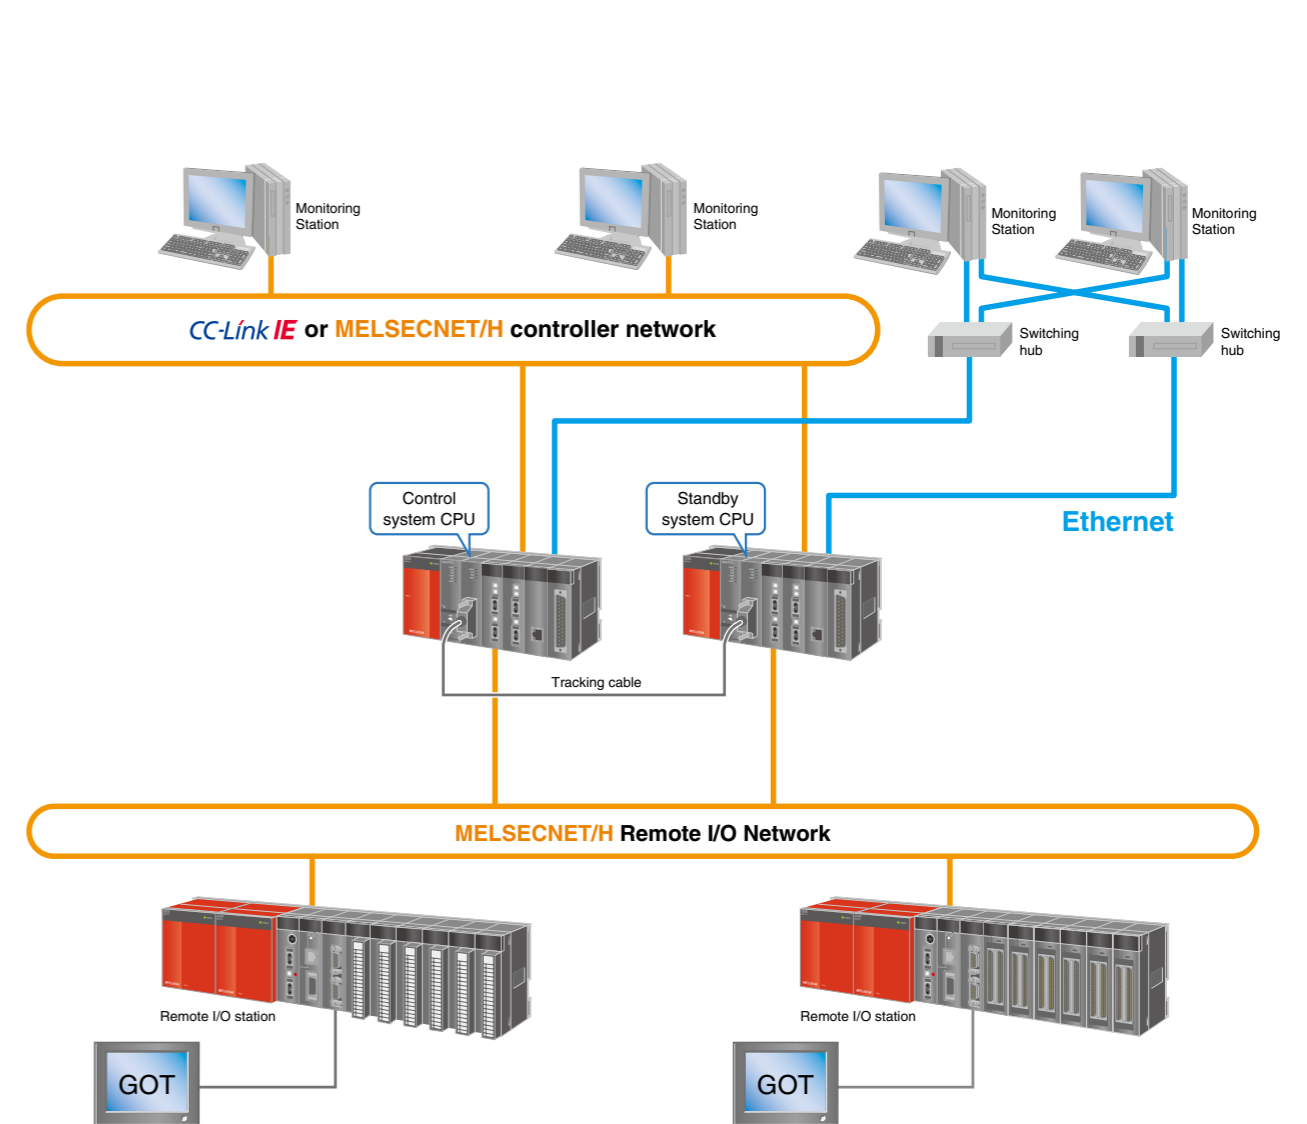 Monitoring
Station
Monitoring
Station
Monitoring
Station
Monitoring
Station
CC-Link IE or MELSECNET/H controller network
Switching
hub
Switching
hub
Control
system CPU
Standby
system CPU
Ethernet
Tracking cable
MELSECNET/H Remote I/O Network
Remote I/O station
Remote I/O station
GOT
GOT